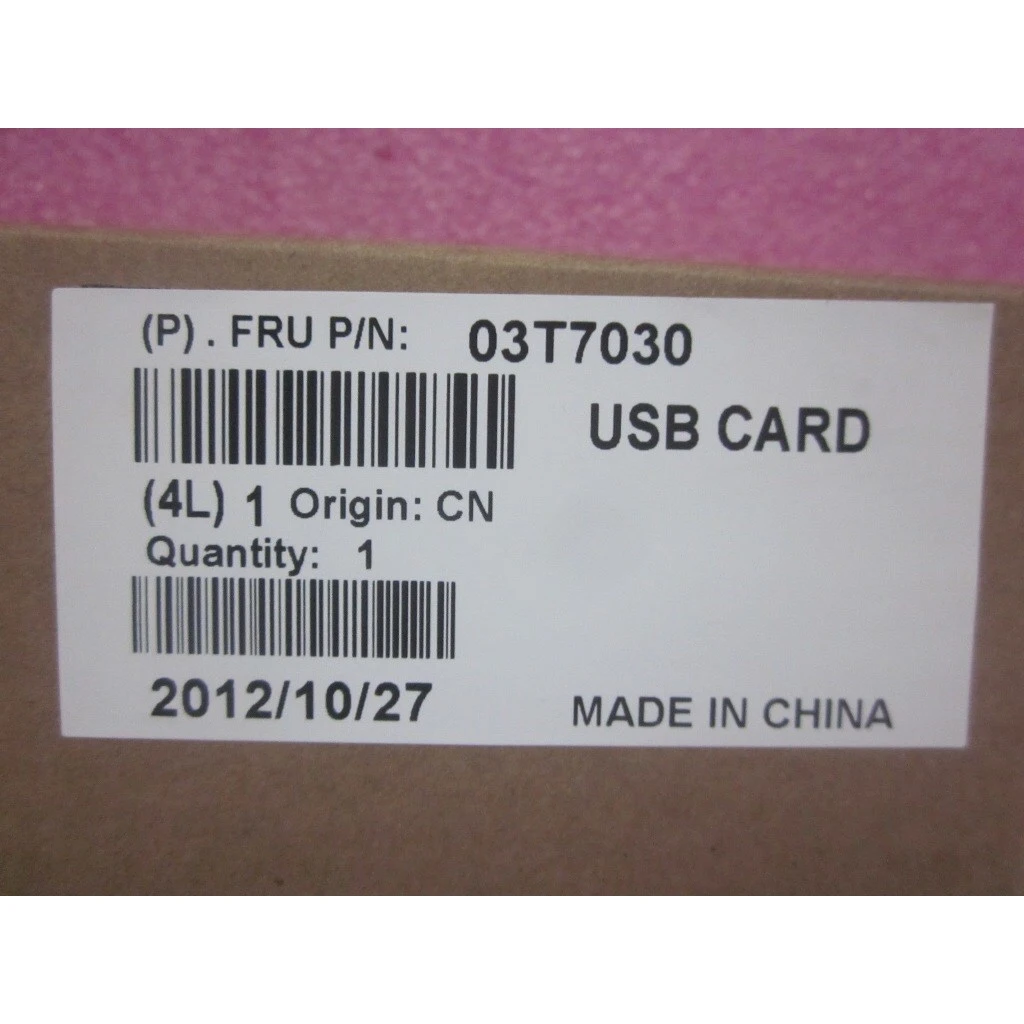 (P) . FRU P/N: 03T7030
USB CARD
(4L) 1 Origin: CN
Quantity: 1
2012/10/27
MADE IN CHINA